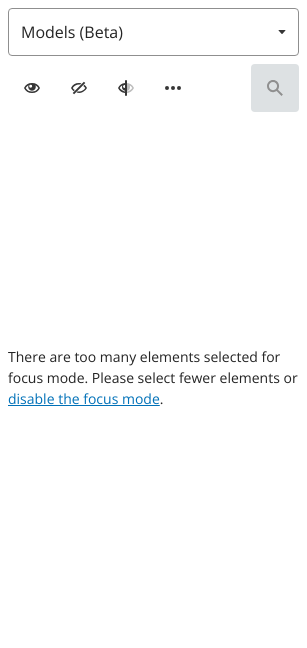 Models (Beta)
There are too many elements selected for
focus mode. Please select fewer elements or
disable the focus mode.